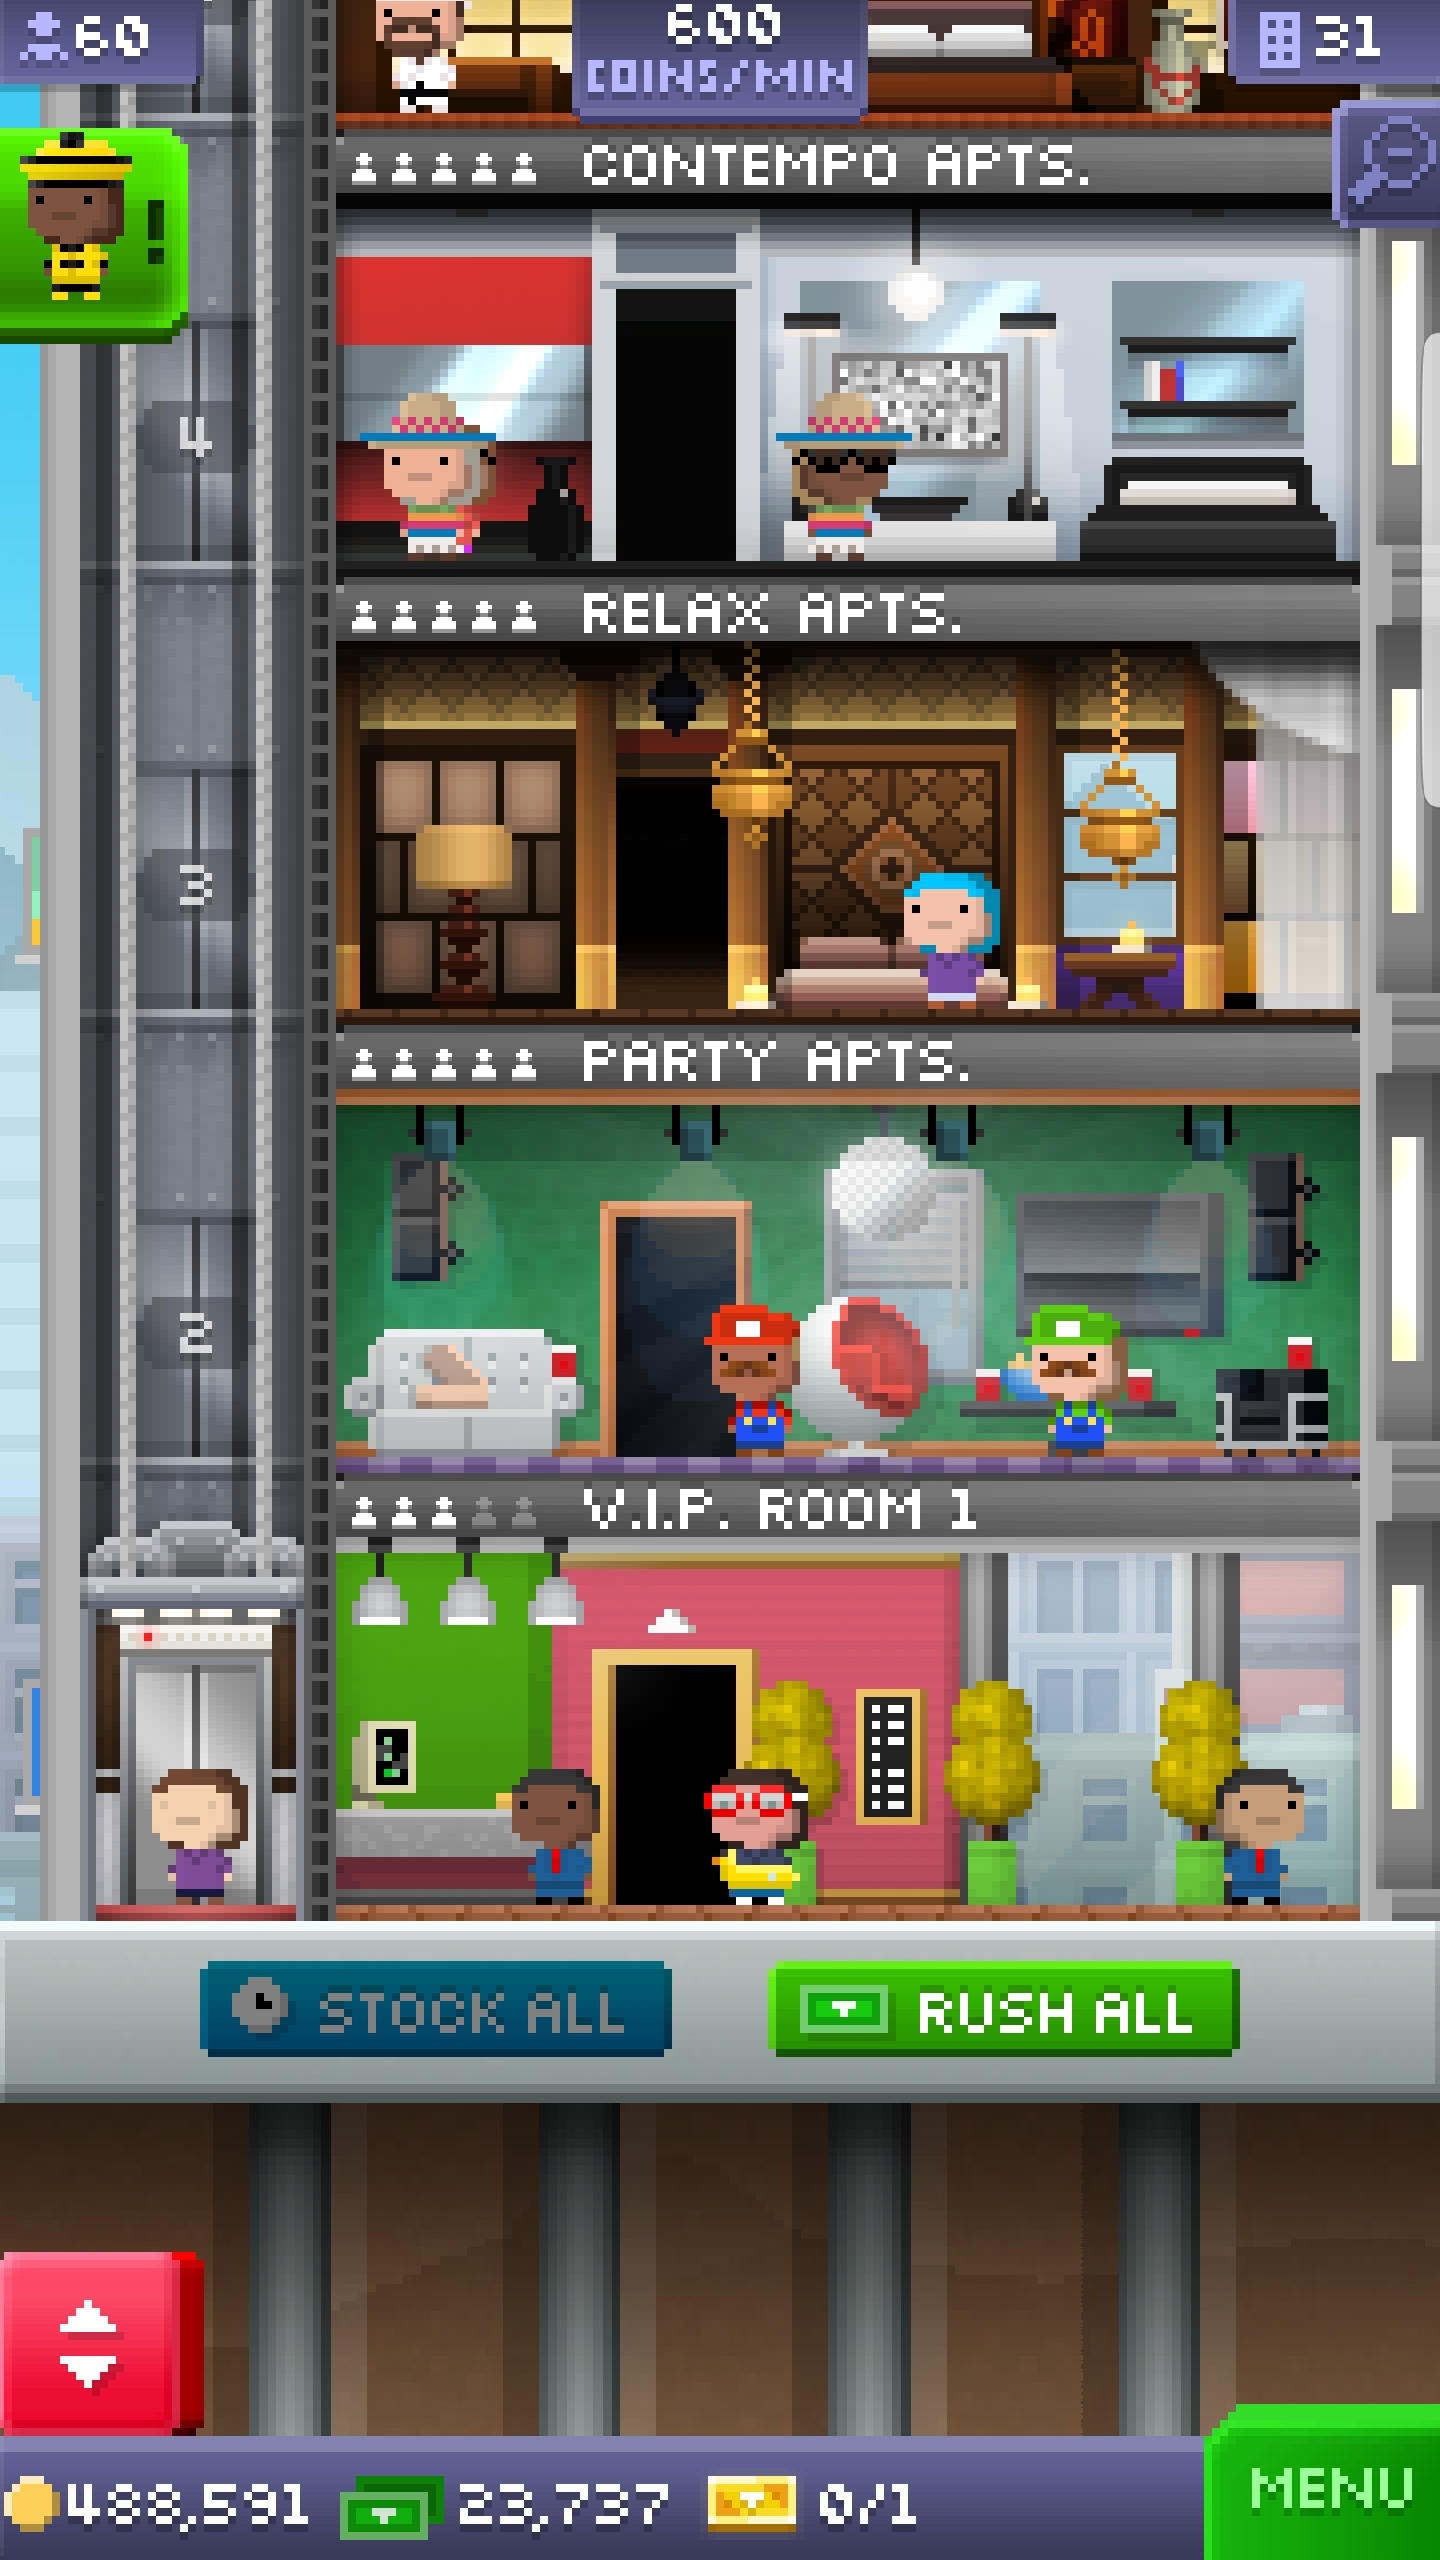 60
600
COINS/MIN
31
CONTEMPO APTS.
!
4
RELAX APTS.
3
PARTY APTS.
2
V.I.P. ROOM 1
STOCK ALL
RUSH ALL
488,591
23,737
0/1
MENU